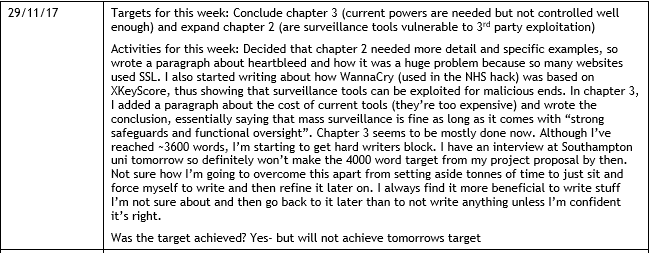 29/11/17
Targets for this week: Conclude chapter 3 (current powers are needed but not controlled well
enough) and expand chapter 2 (are surveillance tools vulnerable to 3rd party exploitation)
Activities for this week: Decided that chapter 2 needed more detail and specific examples, so
wrote a paragraph about heartbleed and how it was a huge problem because so many websites
used SSL. I also started writing about how WannaCry (used in the NHS hack) was based on
XKeyScore, thus showing that surveillance tools can be exploited for malicious ends. In chapter 3,
I added a paragraph about the cost of current tools (they're too expensive) and wrote the
conclusion, essentially saying that mass surveillance is fine as long as it comes with “strong
safeguards and functional oversight”. Chapter 3 seems to be mostly done now. Although I've
reached ~3600 words, I'm starting to get hard writers block. I have an interview at Southampton
uni tomorrow so definitely won't make the 4000 word target from my project proposal by then.
Not sure how I'm going to overcome this apart from setting aside tonnes of time to just sit and
force myself to write and then refine it later on. I always find it more beneficial to write stuff
I'm not sure about and then go back to it later than to not write anything unless I'm confident
it's right.
Was the target achieved? Yes- but will not achieve tomorrows target